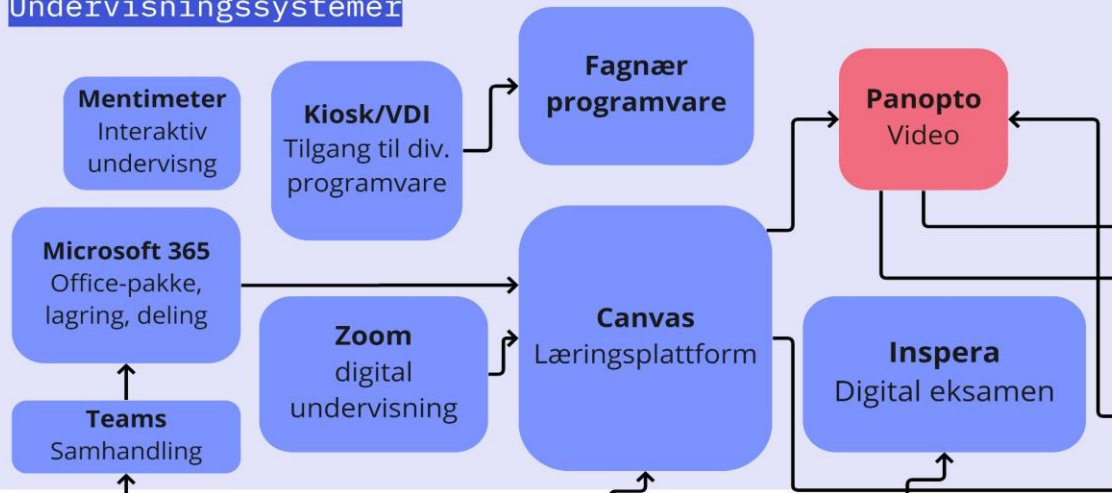 Undervisningssystemer
Mentimeter
Interaktiv
undervisng
Kiosk/VDI
Tilgang til div.
programvare
Fagnær
programvare
Panopto
Video
Microsoft 365
Office-pakke,
lagring, deling
Zoom
digital
undervisning
Canvas
Læringsplattform
Inspera
Digital eksamen
Teams
Samhandling